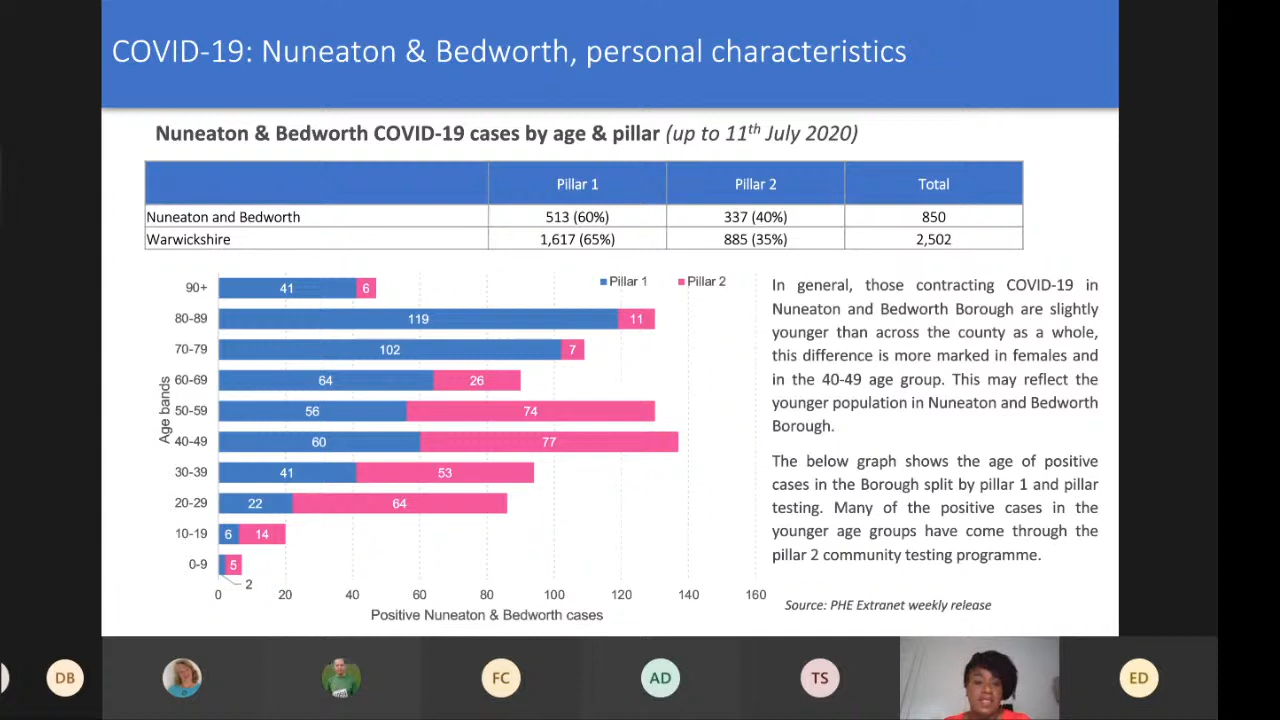 COVID-19: Nuneaton & Bedworth, personal characteristics
Nuneaton & Bedworth COVID-19 cases by age & pillar (up to 11th July 2020)
Pillar 1 Pillar 2 Total
Nuneaton and Bedworth 513 (60%) 337 (40%) 850
Warwickshire 1,617 (65%) 885 (35%) 2,502
Pillar 1 Pillar 2
Age bands
90+ 41 6
80-89 119 11
70-79 102 7
60-69 64 26
50-59 56 74
40-49 60 77
30-39 41 53
20-29 22 64
10-19 6 14
0-9 5
2
0 20 40 60 80 100 120 140 160
Positive Nuneaton & Bedworth cases
In general, those contracting COVID-19 in
Nuneaton and Bedworth Borough are slightly
younger than across the county as a whole,
this difference is more marked in females and
in the 40-49 age group. This may reflect the
younger population in Nuneaton and Bedworth
Borough.
The below graph shows the age of positive
cases in the Borough split by pillar 1 and pillar
testing. Many of the positive cases in the
younger age groups have come through the
pillar 2 community testing programme.
Source: PHE Extranet weekly release
DB FC AD TS ED